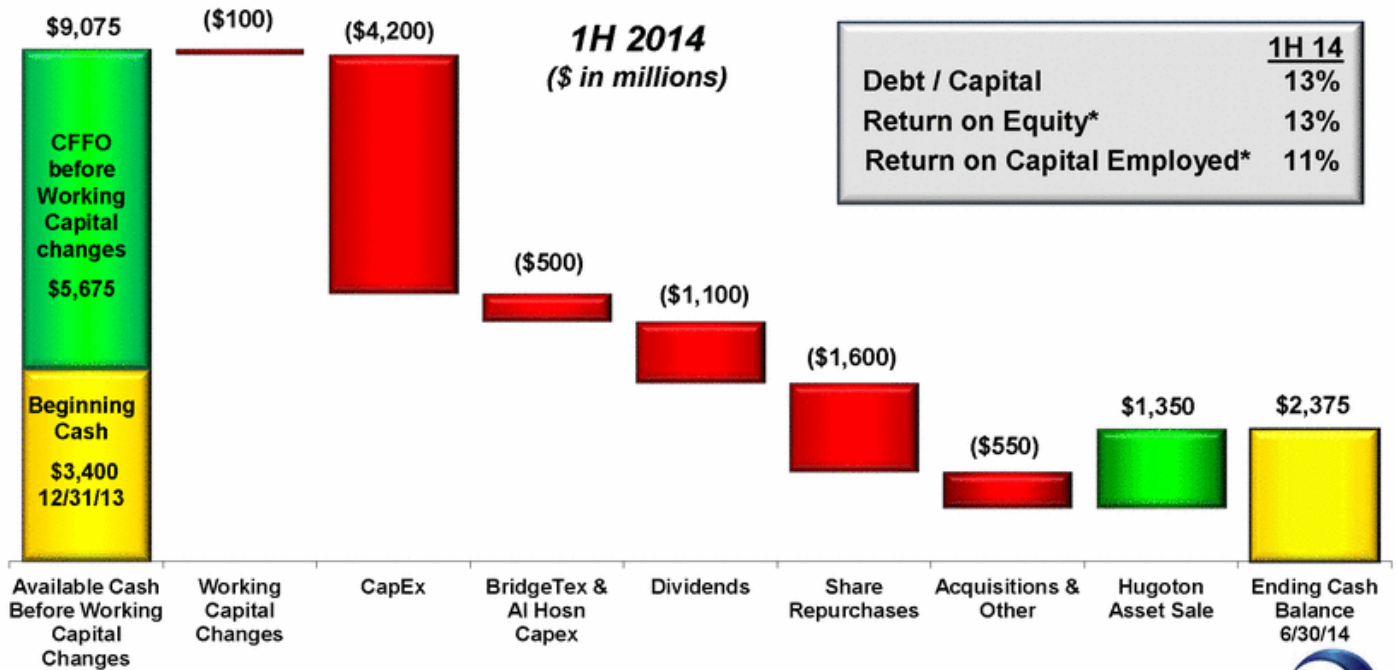 1H 2014
($ in millions)
1H 14
Debt / Capital 13%
Return on Equity* 13%
Return on Capital Employed* 11%
$9,075
($100)
($4,200)
($500)
($1,100)
($1,600)
($550)
$1,350
$2,375
CFFO
before
Working
Capital
changes
$5,675
Beginning
Cash
$3,400
12/31/13
Available Cash
Before Working
Capital
Changes
Working
Capital
Changes
CapEx
BridgeTex &
Al Hosn
Capex
Dividends
Share
Repurchases
Acquisitions &
Other
Hugoton
Asset Sale
Ending Cash
Balance
6/30/14